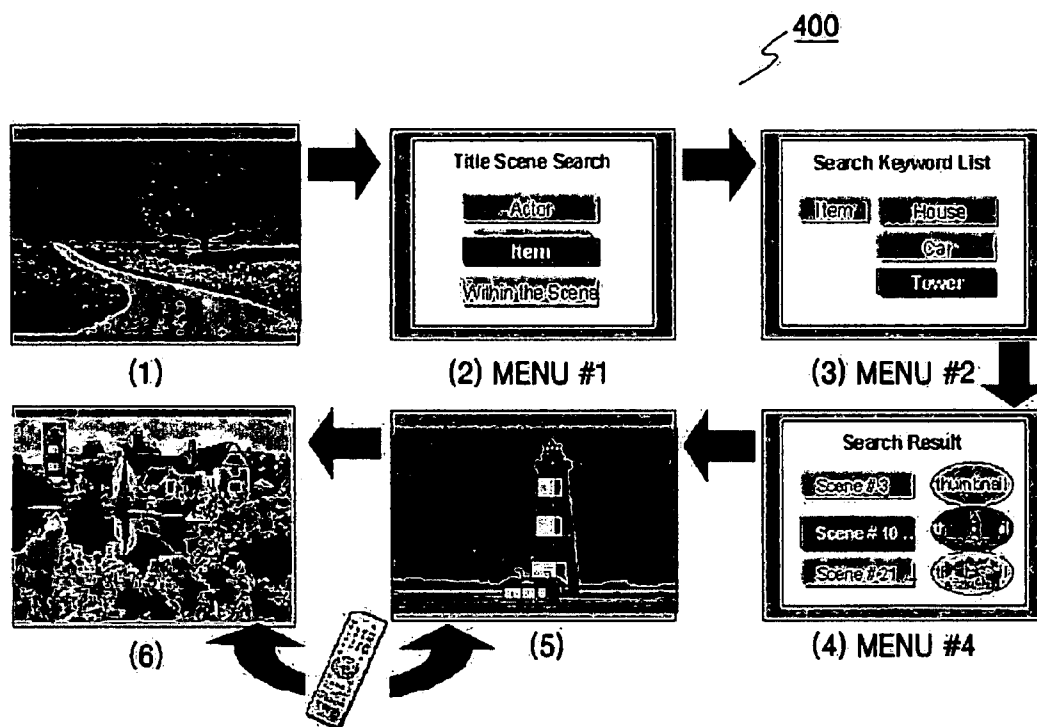 400
Title Scene Search
Actor
Item
Within the Scene
Search Keyword List
Item House
Car
Tower
(1)
(2) MENU #1
(3) MENU #2
Search Result
Scene #3 thumbnail
Scene # 10 ..
Scene #21
(6)
(5)
(4) MENU #4